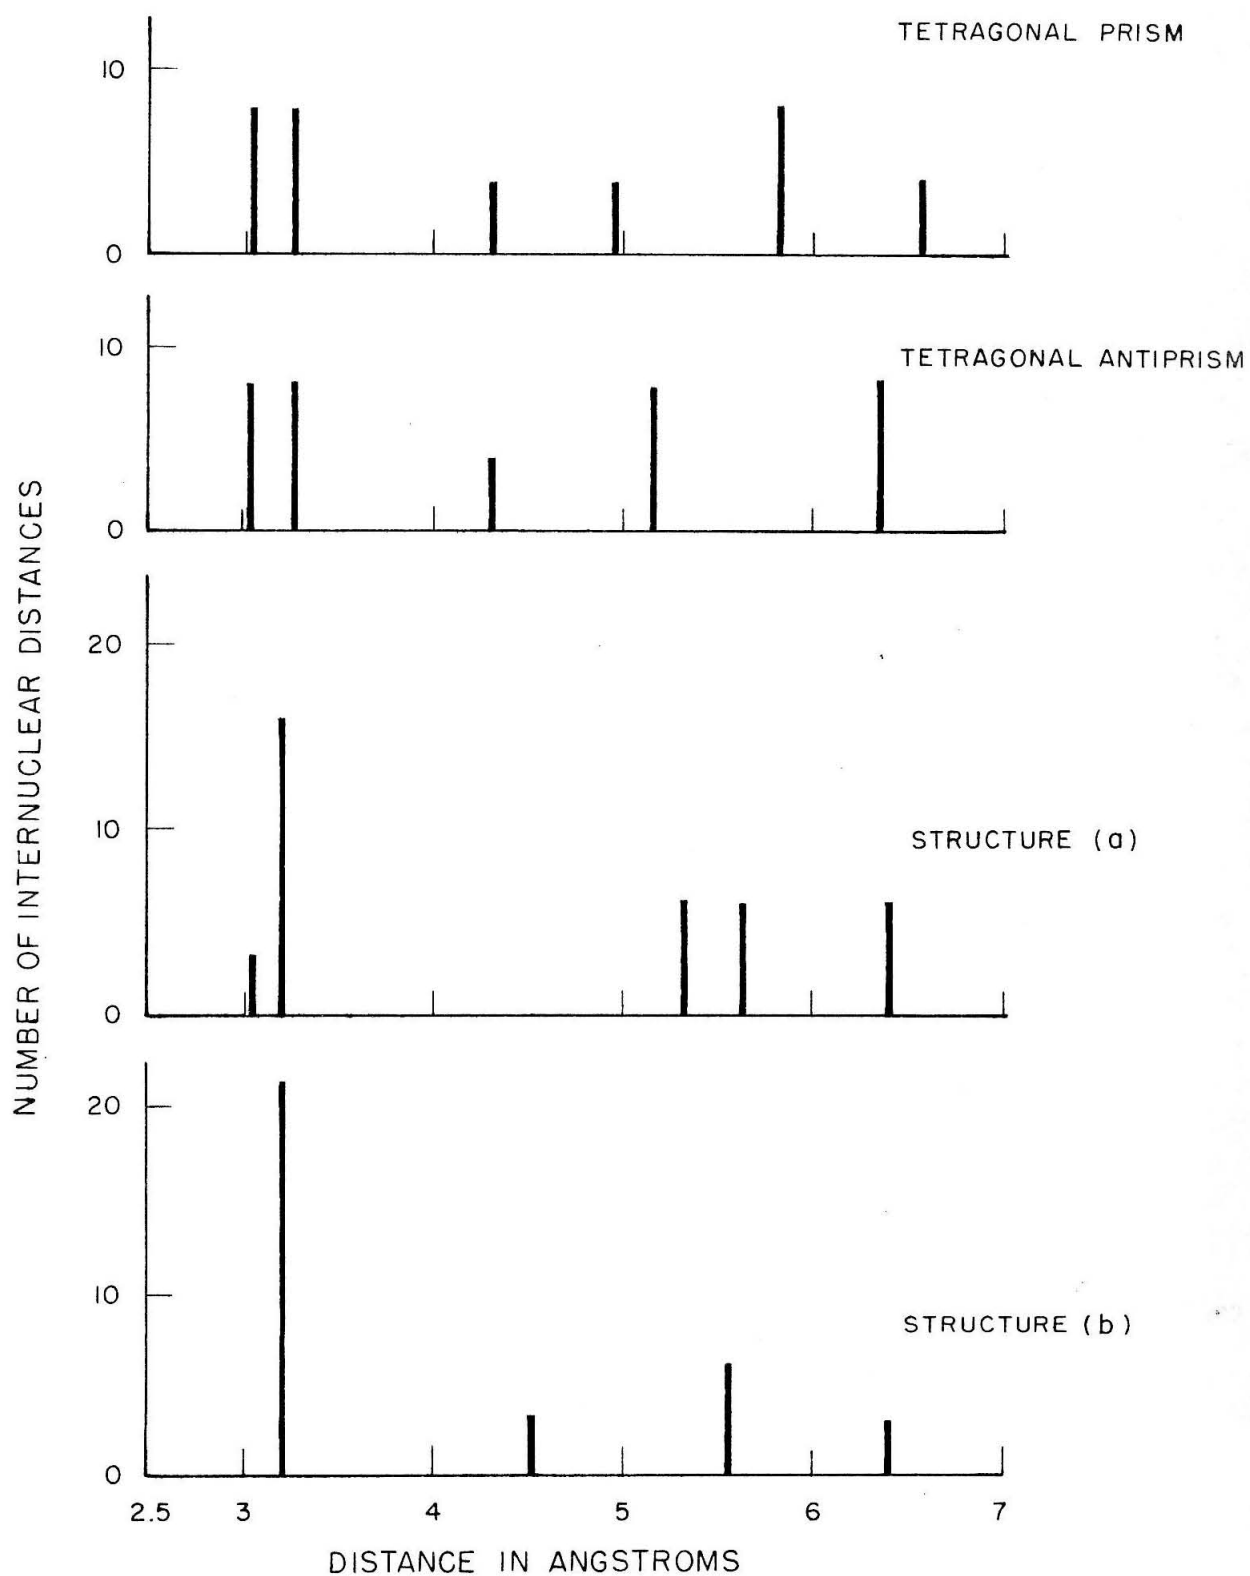 TETRAGONAL PRISM
10
0
TETRAGONAL ANTIPRISM
10
0
NUMBER OF INTERNUCLEAR DISTANCES
20
10
STRUCTURE (a)
0
20
10
STRUCTURE (b)
0
2.5 3 4 5 6 7
DISTANCE IN ANGSTROMS